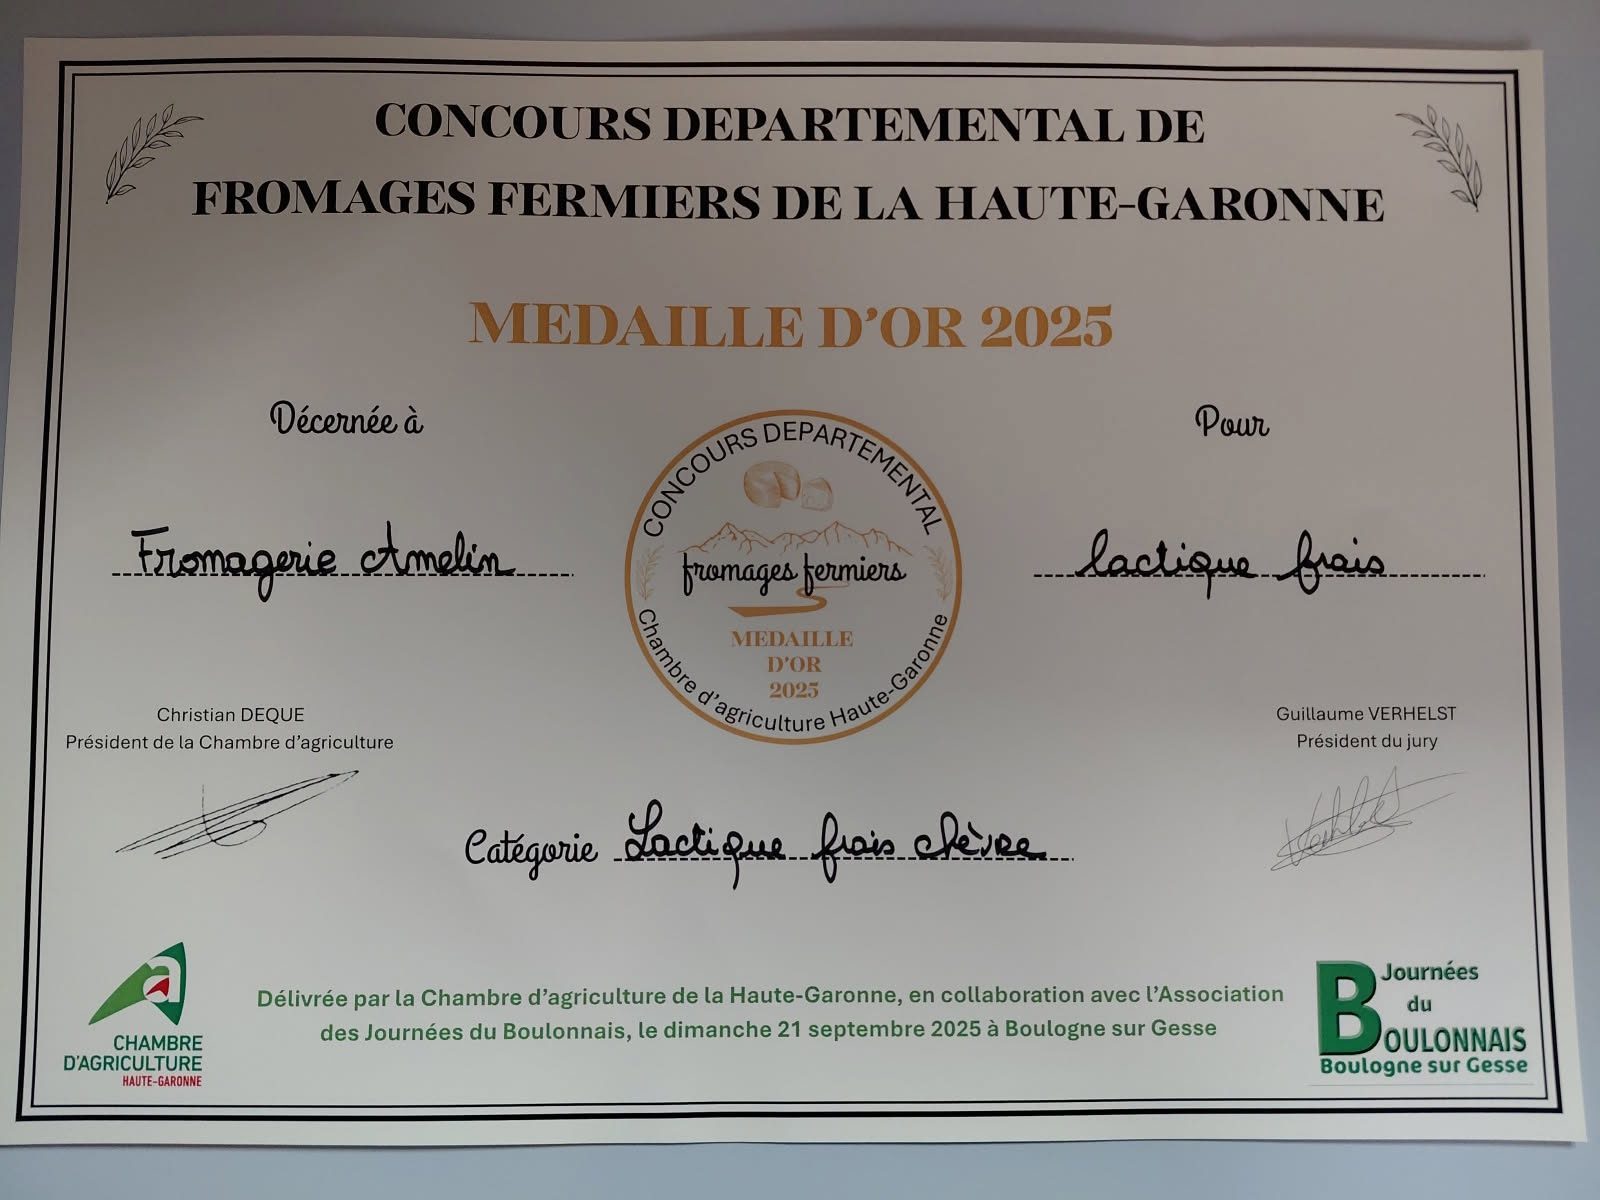 CONCOURS DEPARTEMENTAL DE
FROMAGES FERMIERS DE LA HAUTE-GARONNE
MEDAILLE D'OR 2025
Décernée à
Pour
CONCOURS DEPARTEMENTAL
fromages fermiers
MEDAILLE
D'OR
2025
Chambre d'agriculture Haute-Garonne
Fromagerie Amelin
lactique frais
Christian DEQUE
Président de la Chambre d'agriculture
Guillaume VERHELST
Président du jury
Catégorie Lactique frais chèvre
CHAMBRE
D'AGRICULTURE
HAUTE-GARONNE
Délivrée par la Chambre d'agriculture de la Haute-Garonne, en collaboration avec l'Association
des Journées du Boulonnais, le dimanche 21 septembre 2025 à Boulogne sur Gesse
Journées
du
BOULONNAIS
Boulogne sur Gesse